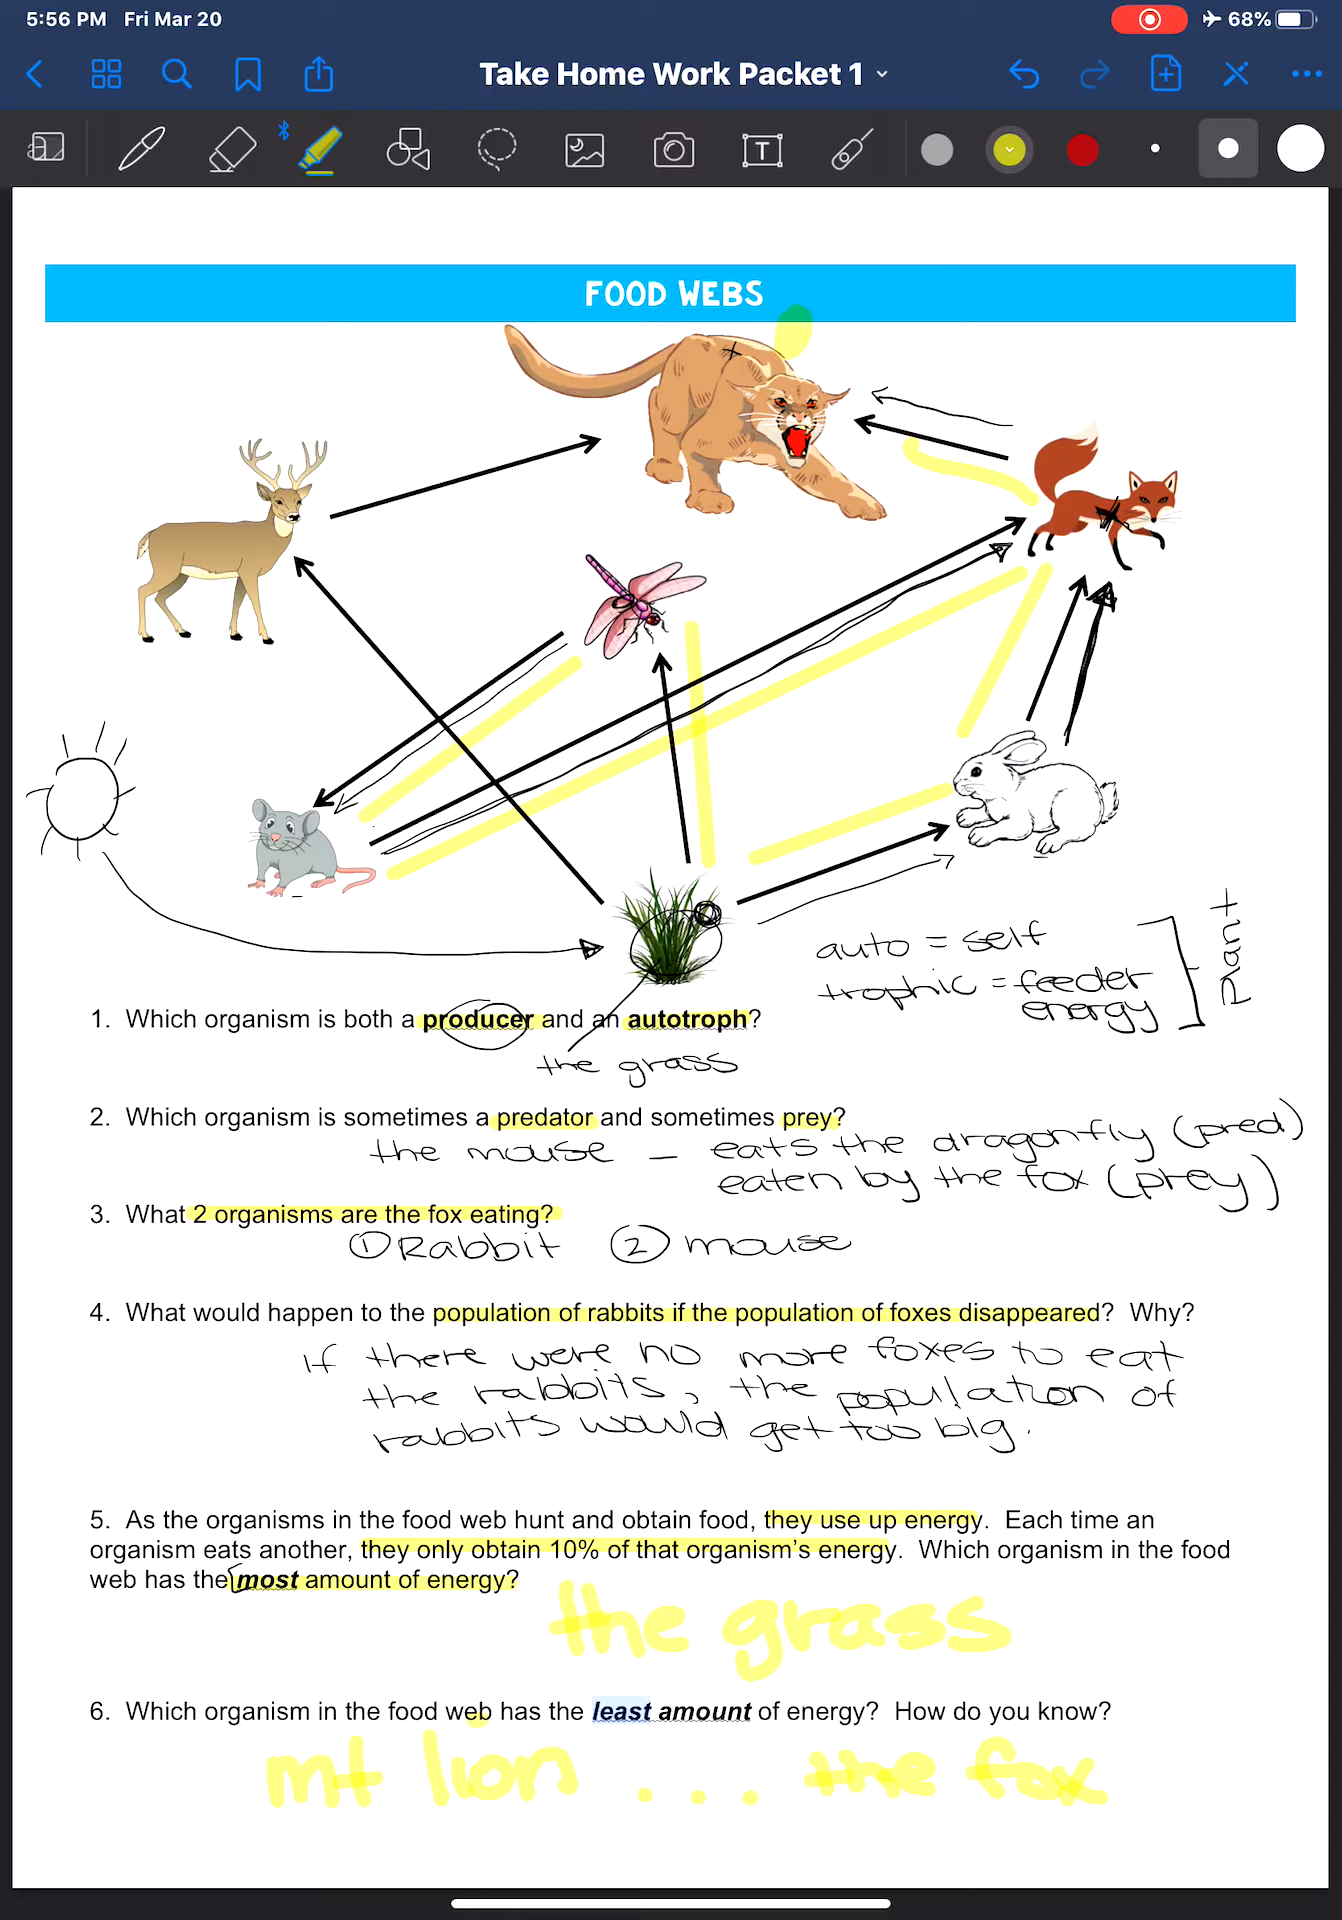 5:56 PM Fri Mar 20
68%
Take Home Work Packet 1
T
FOOD WEBS
auto = self
trophic = feeder
energy
Plant
1. Which organism is both a producer and an autotroph?
the grass
2. Which organism is sometimes a predator and sometimes prey?
the mouse – eats the dragonfly (pred)
eaten by the fox (prey)
3. What 2 organisms are the fox eating?
① Rabbit ② mouse
4. What would happen to the population of rabbits if the population of foxes disappeared? Why?
If there were no more foxes to eat
the rabbits, the population of
rabbits would get too big.
5. As the organisms in the food web hunt and obtain food, they use up energy. Each time an
organism eats another, they only obtain 10% of that organism's energy. Which organism in the food
web has the most amount of energy?
the grass
6. Which organism in the food web has the least amount of energy? How do you know?
mt lion ... the fox